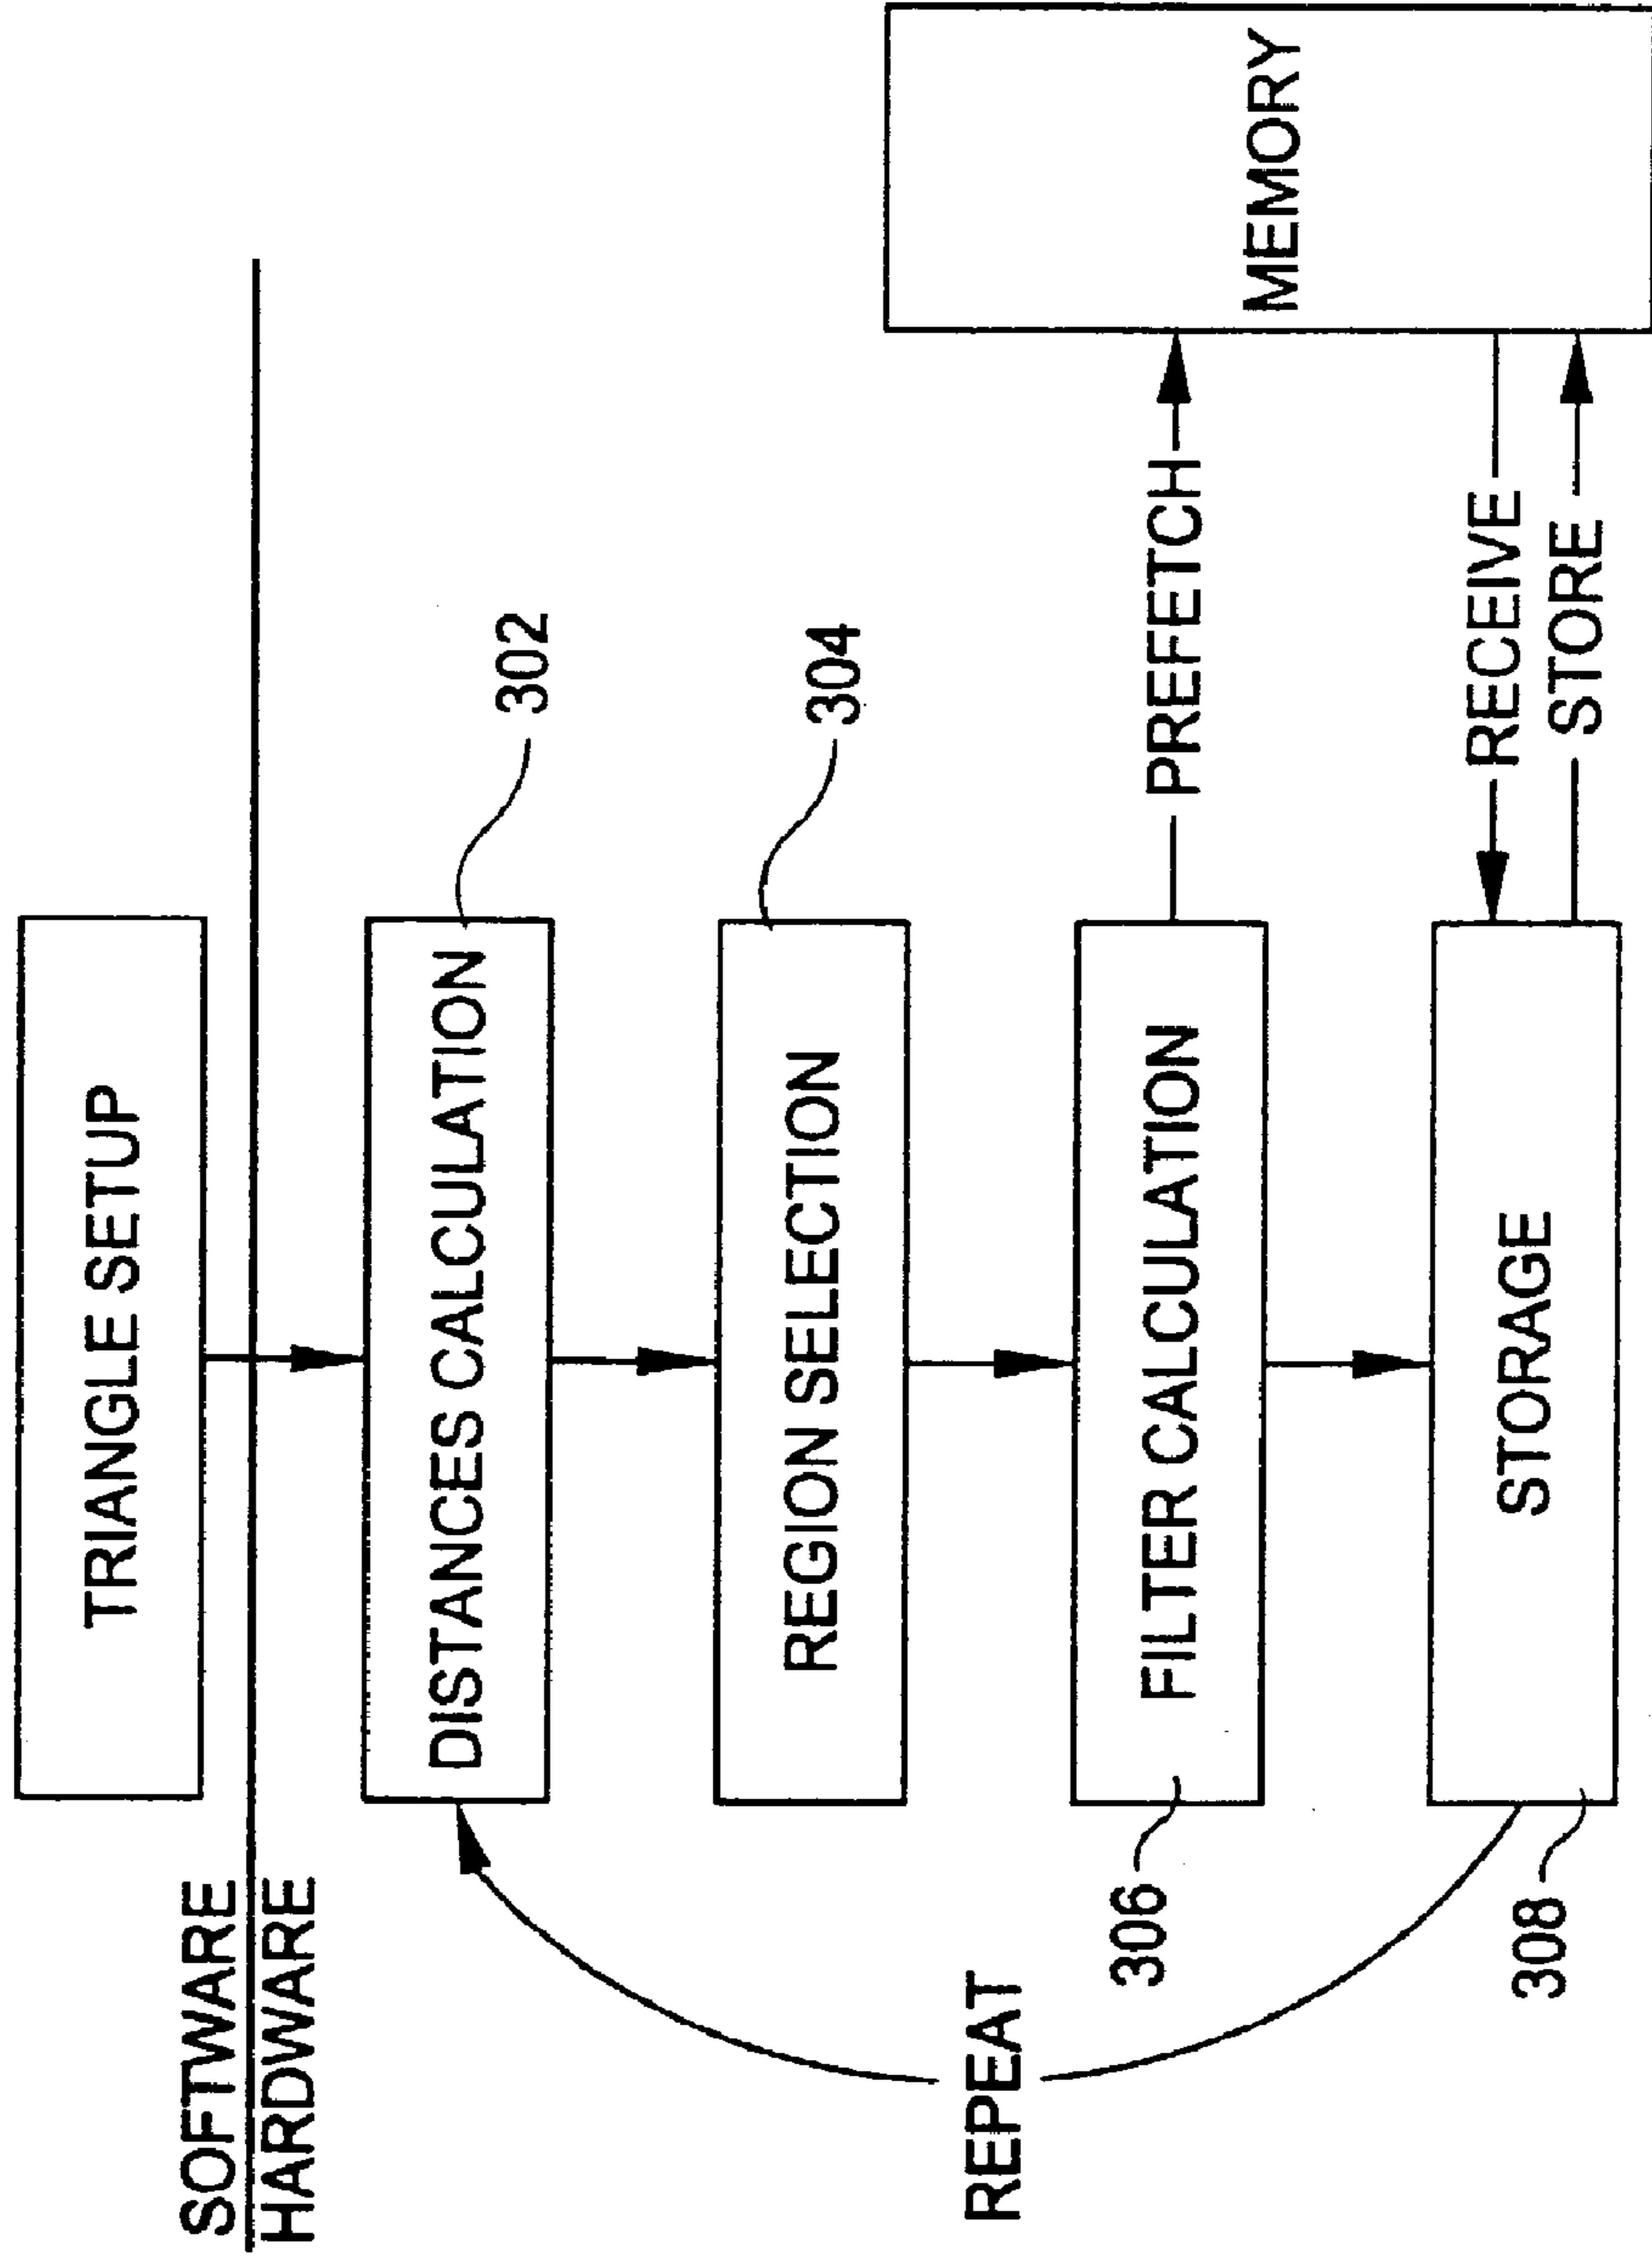 TRIANGLE SETUP
SOFTWARE
HARDWARE
DISTANCES CALCULATION
302
REGION SELECTION
304
REPEAT
FILTER CALCULATION
306
PREFETCH
MEMORY
STORAGE
308
RECEIVE
STORE